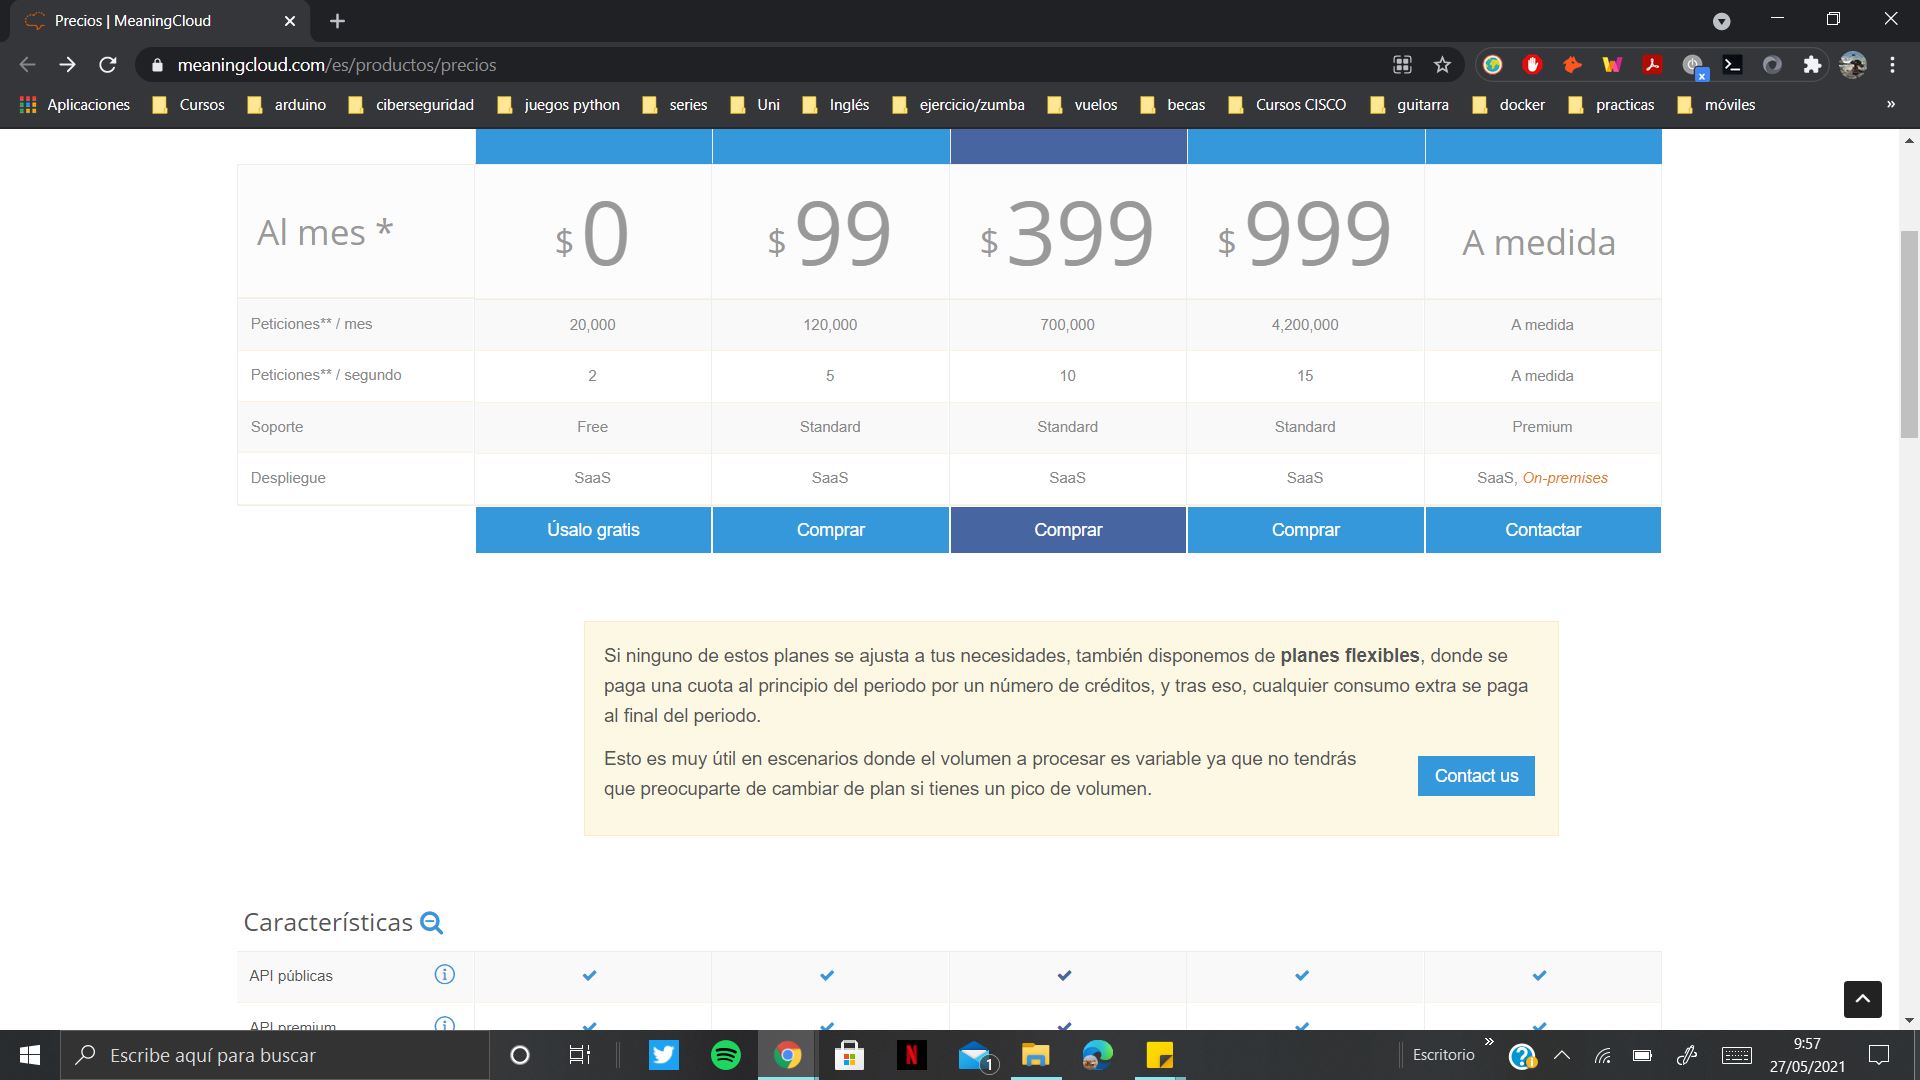 Precios | MeaningCloud
meaningcloud.com/es/productos/precios
Aplicaciones Cursos arduino ciberseguridad juegos python series Uni Inglés ejercicio/zumba vuelos becas Cursos CISCO guitarra docker practicas móviles »
Al mes * $ 0 $ 99 $ 399 $ 999 A medida
Peticiones** / mes 20,000 120,000 700,000 4,200,000 A medida
Peticiones** / segundo 2 5 10 15 A medida
Soporte Free Standard Standard Standard Premium
Despliegue SaaS SaaS SaaS SaaS SaaS, On-premises
Úsalo gratis Comprar Comprar Comprar Contactar
Si ninguno de estos planes se ajusta a tus necesidades, también disponemos de planes flexibles, donde se
paga una cuota al principio del periodo por un número de créditos, y tras eso, cualquier consumo extra se paga
al final del periodo.
Esto es muy útil en escenarios donde el volumen a procesar es variable ya que no tendrás
que preocuparte de cambiar de plan si tienes un pico de volumen.
Contact us
Características
API públicas
API premium
Escribe aquí para buscar
1
Escritorio »
9:57
27/05/2021